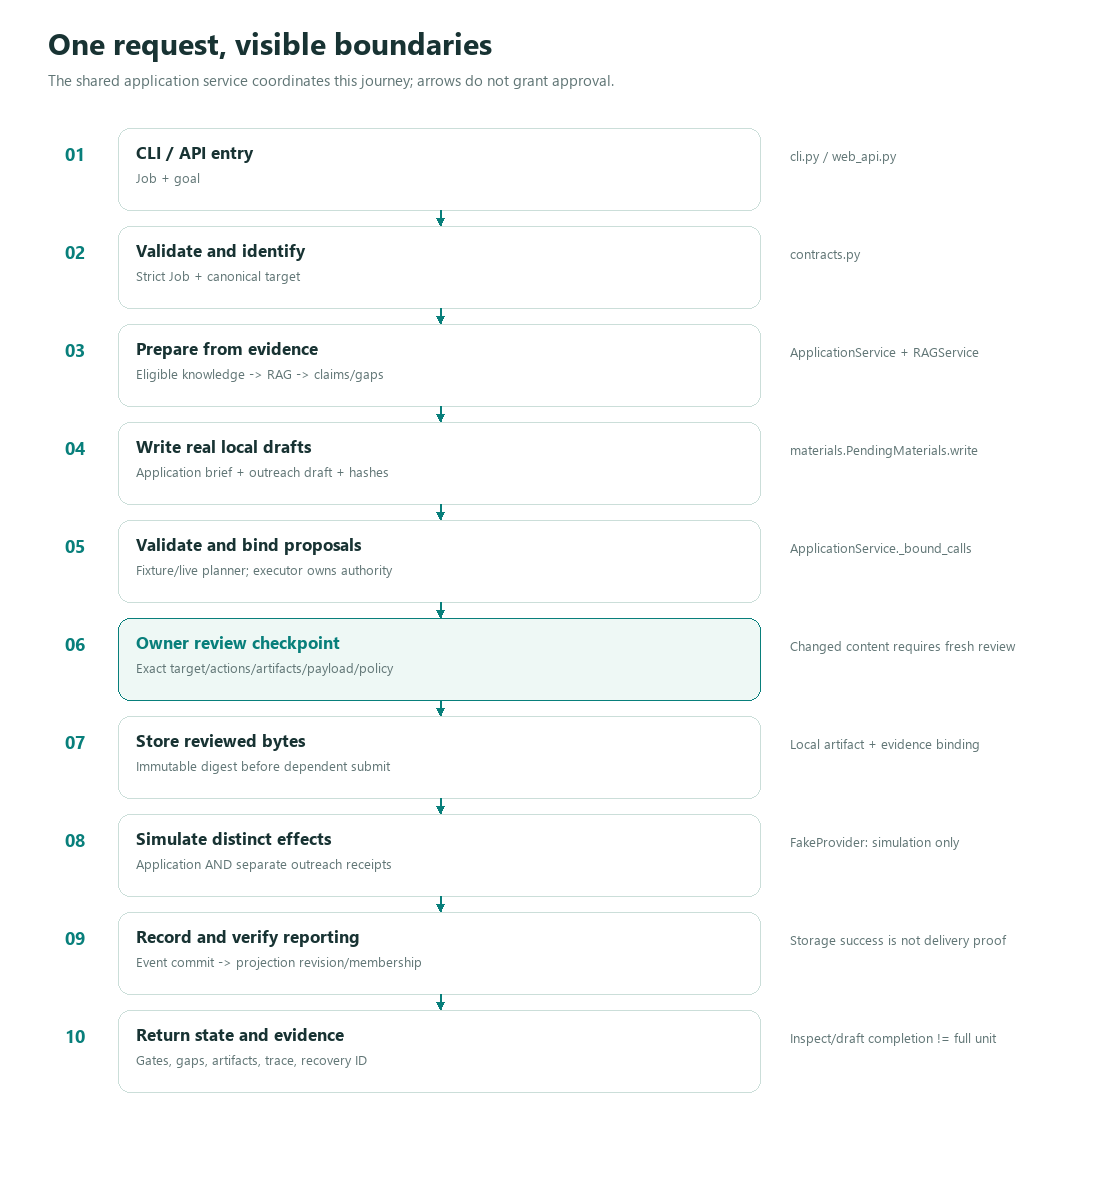 One request, visible boundaries
The shared application service coordinates this journey; arrows do not grant approval.
01
CLI / API entry
Job + goal
cli.py / web_api.py
02
Validate and identify
Strict Job + canonical target
contracts.py
03
Prepare from evidence
Eligible knowledge -> RAG -> claims/gaps
ApplicationService + RAGService
04
Write real local drafts
Application brief + outreach draft + hashes
materials.PendingMaterials.write
05
Validate and bind proposals
Fixture/live planner; executor owns authority
ApplicationService._bound_calls
06
Owner review checkpoint
Exact target/actions/artifacts/payload/policy
Changed content requires fresh review
07
Store reviewed bytes
Immutable digest before dependent submit
Local artifact + evidence binding
08
Simulate distinct effects
Application AND separate outreach receipts
FakeProvider: simulation only
09
Record and verify reporting
Event commit -> projection revision/membership
Storage success is not delivery proof
10
Return state and evidence
Gates, gaps, artifacts, trace, recovery ID
Inspect/draft completion != full unit